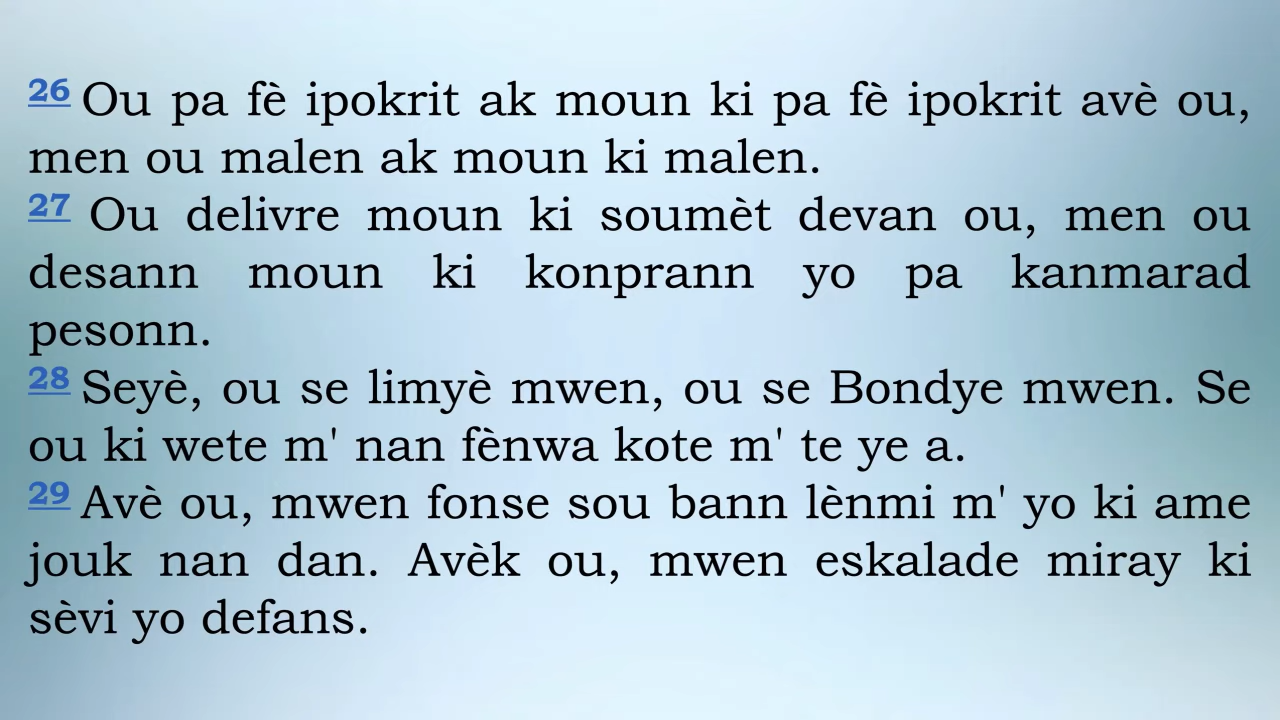 26 Ou pa fè ipokrit ak moun ki pa fè ipokrit avè ou,
men ou malen ak moun ki malen.
27 Ou delivre moun ki soumèt devan ou, men ou
desann moun ki konprann yo pa kanmarad
pesonn.
28 Seyè, ou se limyè mwen, ou se Bondye mwen. Se
ou ki wete m' nan fènwa kote m' te ye a.
29 Avè ou, mwen fonse sou bann lènmi m' yo ki ame
jouk nan dan. Avèk ou, mwen eskalade miray ki
sèvi yo defans.